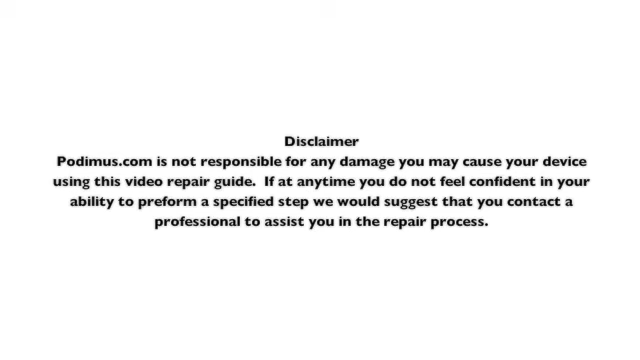 Disclaimer
Podimus.com is not responsible for any damage you may cause your device
using this video repair guide. If at anytime you do not feel confident in your
ability to preform a specified step we would suggest that you contact a
professional to assist you in the repair process.